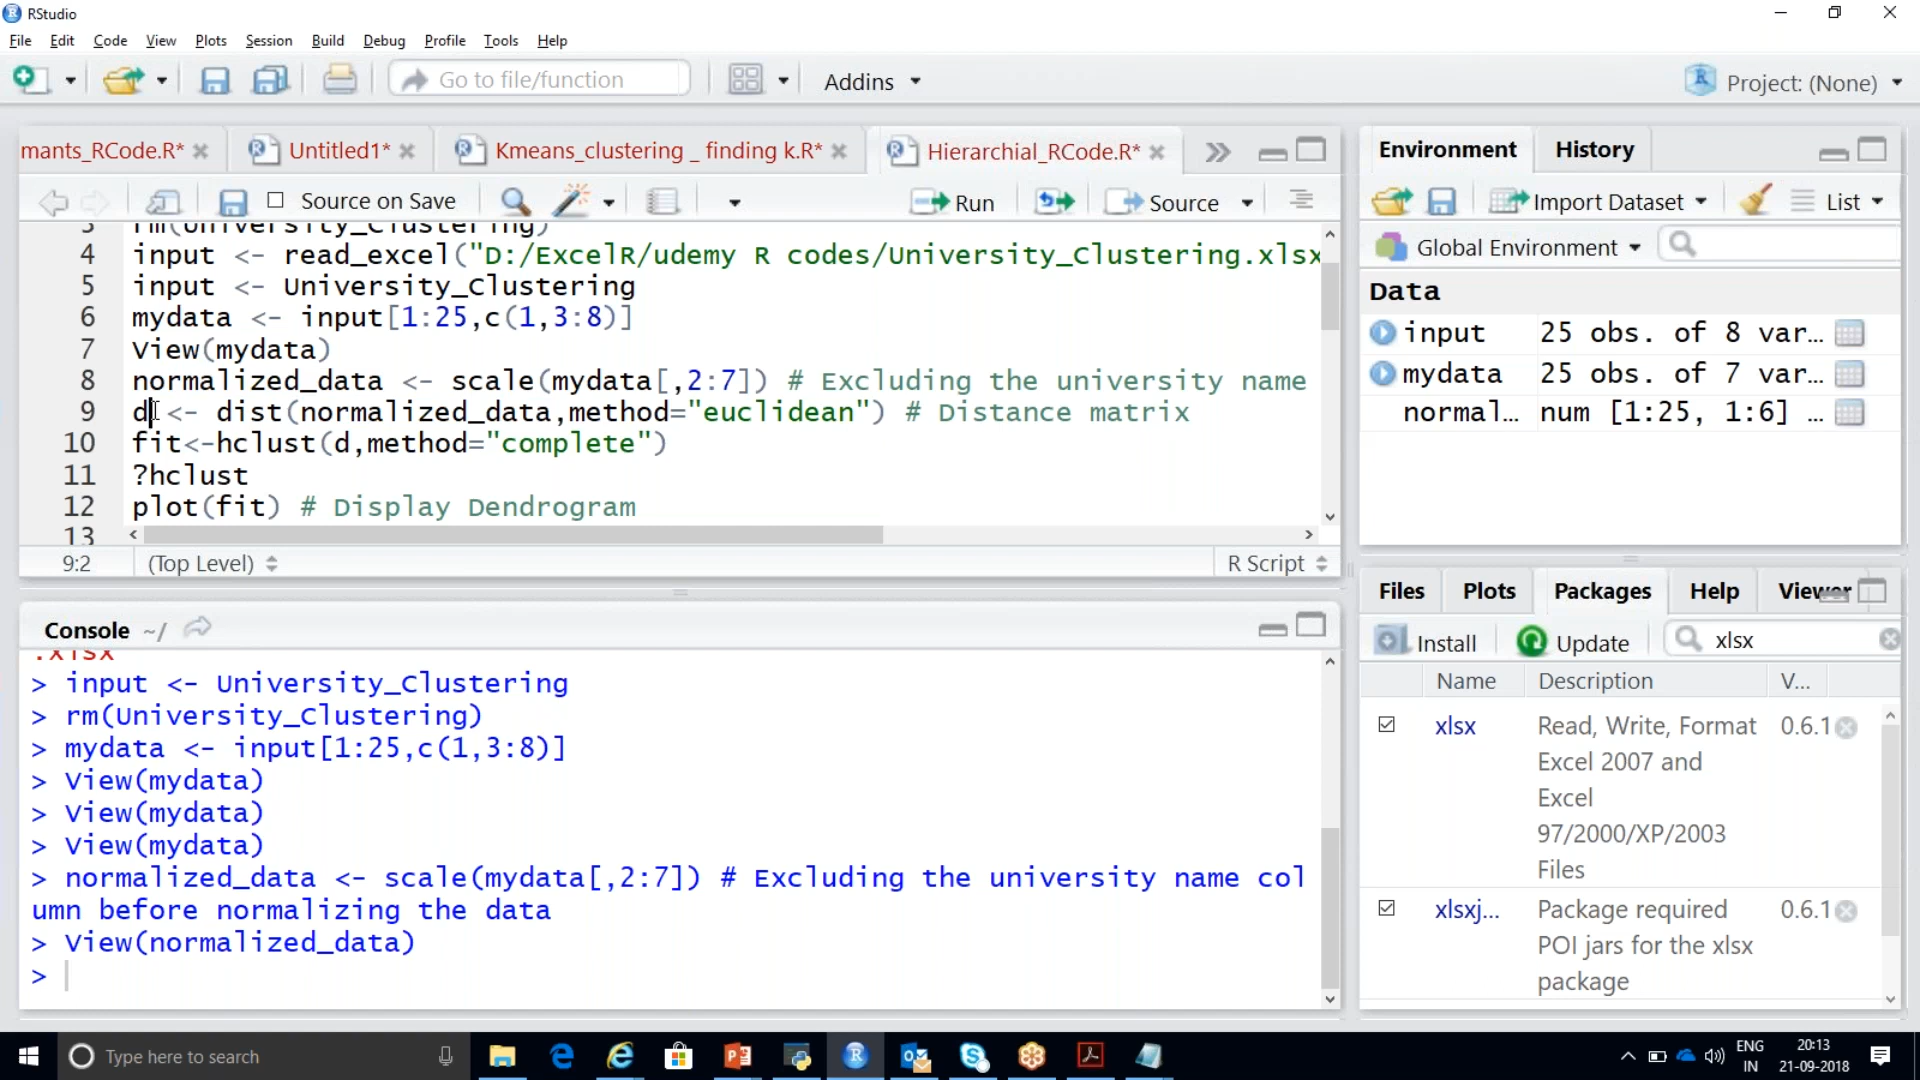 RStudio
File Edit Code View Plots Session Build Debug Profile Tools Help
Go to file/function
Addins
Project: (None)
mants_RCode.R*
Untitled1*
Kmeans_clustering _ finding k.R*
Hierarchial_RCode.R*
Source on Save
Run
Source
3 rm(University_Clustering)
4 input <- read_excel("D:/ExcelR/udemy R codes/University_Clustering.xlsx
5 input <- University_Clustering
6 mydata <- input[1:25,c(1,3:8)]
7 View(mydata)
8 normalized_data <- scale(mydata[,2:7]) # Excluding the university name
9 d <- dist(normalized_data,method="euclidean") # Distance matrix
10 fit<-hclust(d,method="complete")
11 ?hclust
12 plot(fit) # Display Dendrogram
13
9:2 (Top Level) R Script
Console ~/
.xlsx
> input <- University_Clustering
> rm(University_Clustering)
> mydata <- input[1:25,c(1,3:8)]
> View(mydata)
> View(mydata)
> View(mydata)
> normalized_data <- scale(mydata[,2:7]) # Excluding the university name col
umn before normalizing the data
> View(normalized_data)
>
Environment History
Import Dataset List
Global Environment
Data
input 25 obs. of 8 var…
mydata 25 obs. of 7 var…
normal… num [1:25, 1:6] …
Files Plots Packages Help Viewer
Install Update xlsx
Name Description V...
xlsx Read, Write, Format 0.6.1
Excel 2007 and
Excel
97/2000/XP/2003
Files
xlsxj... Package required 0.6.1
POI jars for the xlsx
package
Type here to search
ENG
IN
20:13
21-09-2018